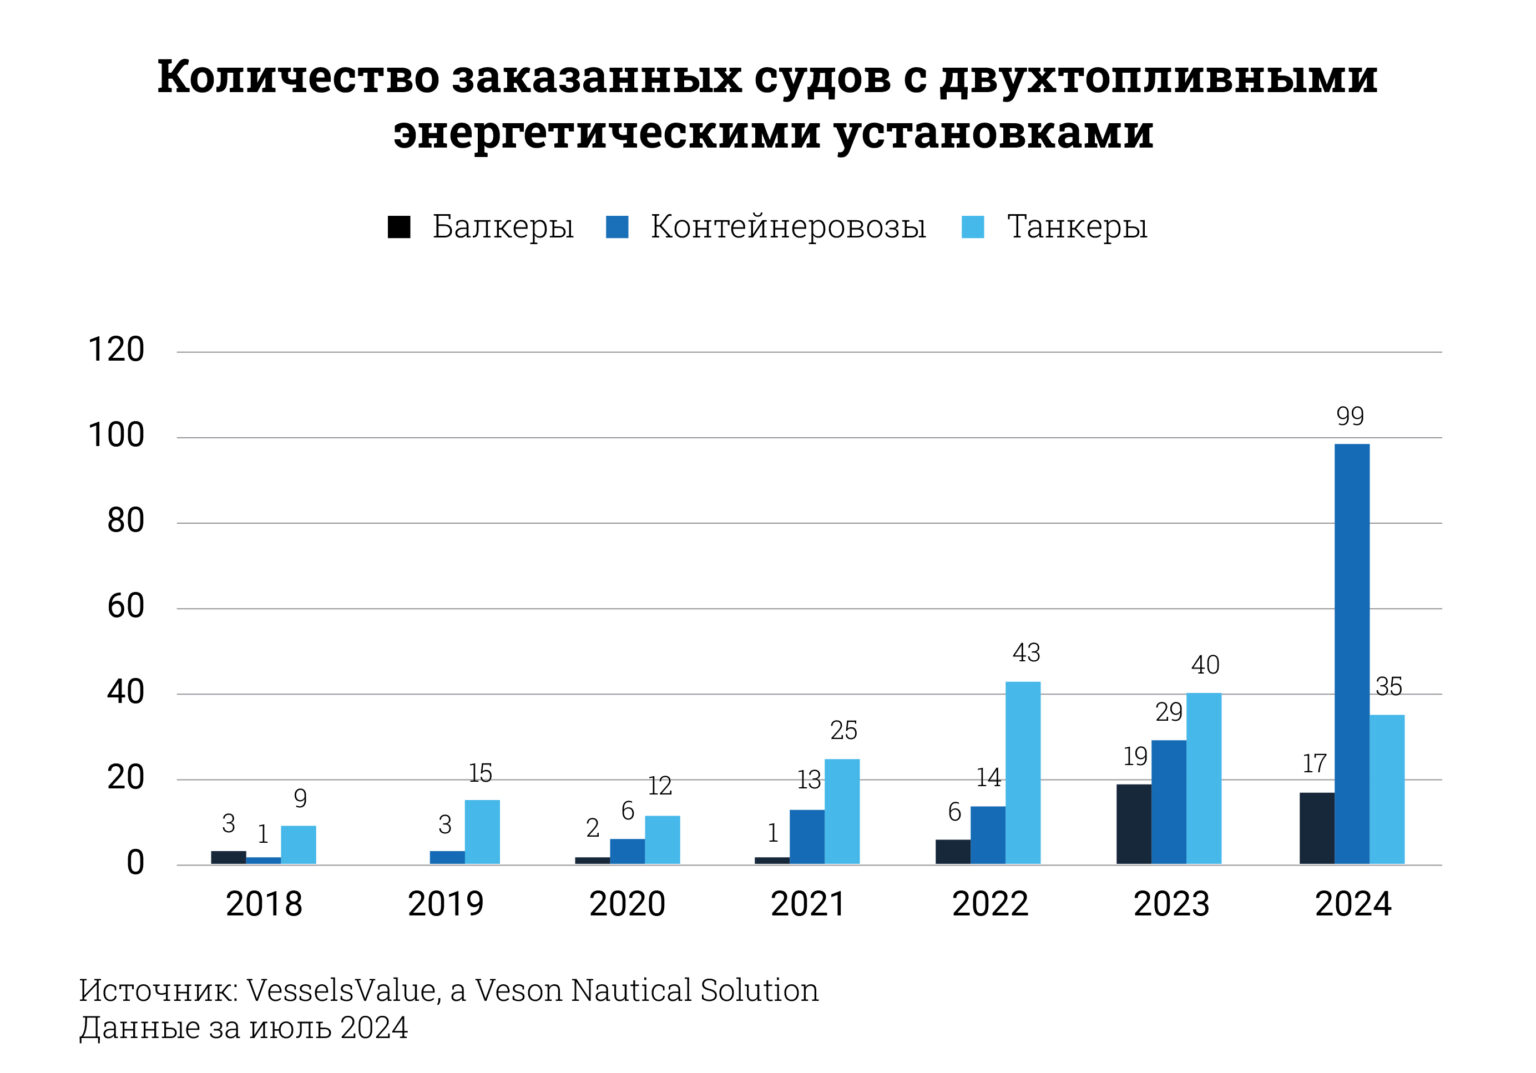 Количество заказанных судов с двухтопливными
энергетическими установками
Балкеры Контейнеровозы Танкеры
120
100
80
60
40
20
0
3 1 9
3 15
2 6 12
1 13 25
6 14 43
19 29 40
17 99 35
2018 2019 2020 2021 2022 2023 2024
Источник: VesselsValue, a Veson Nautical Solution
Данные за июль 2024